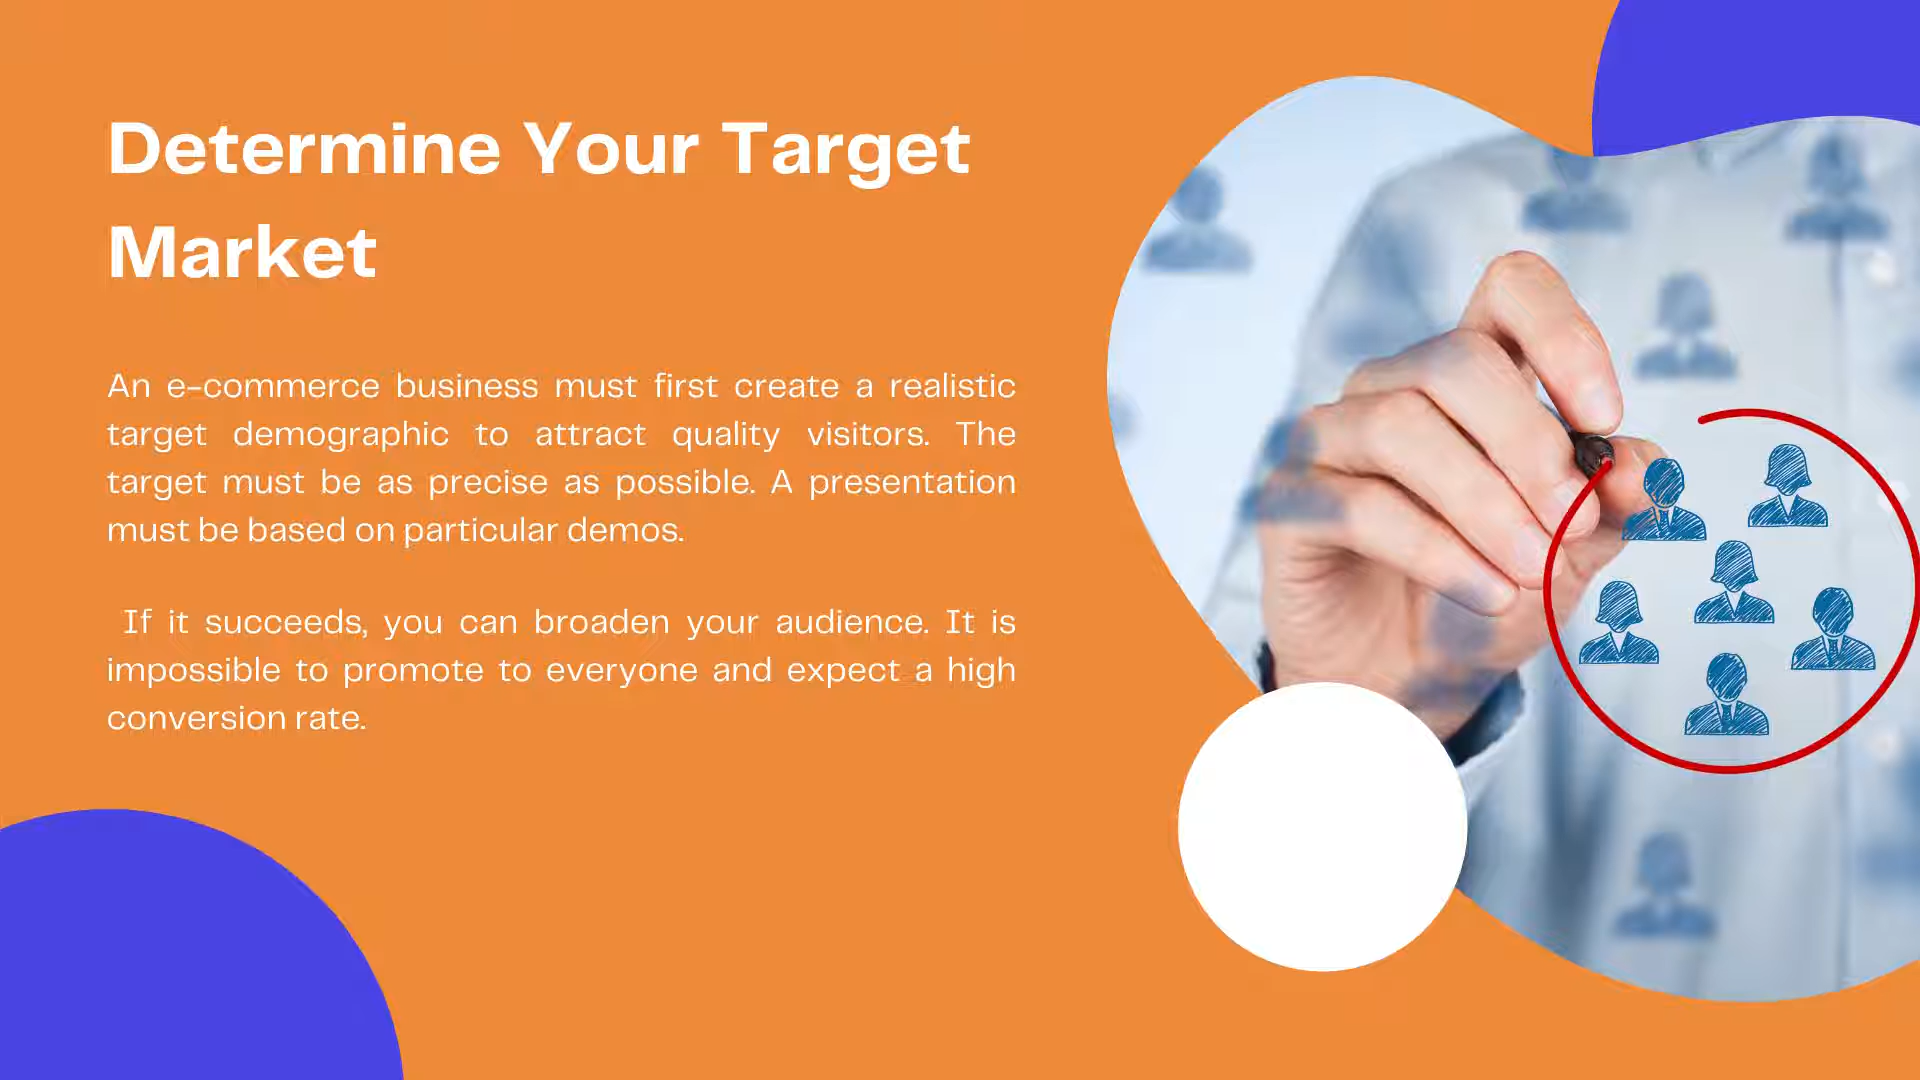 Determine Your Target
Market
An e-commerce business must first create a realistic
target demographic to attract quality visitors. The
target must be as precise as possible. A presentation
must be based on particular demos.
If it succeeds, you can broaden your audience. It is
impossible to promote to everyone and expect a high
conversion rate.